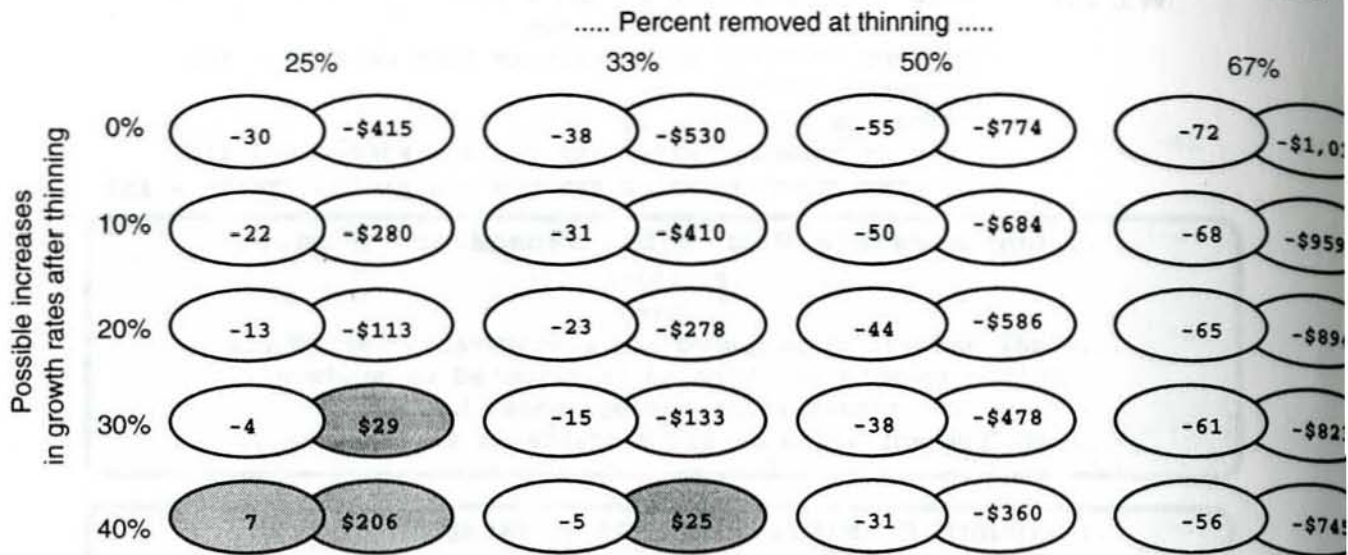 ..... Percent removed at thinning .....
25% 33% 50% 67%
Possible increases
in growth rates after thinning
0% -30 -$415 -38 -$530 -55 -$774 -72
10% -22 -$280 -31 -$410 -50 -$684 -68 -$959
20% -13 -$113 -23 -$278 -44 -$586 -65
30% -4 $29 -15 -$133 -38 -$478 -61
40% 7 $206 -5 $25 -31 -$360 -56 -$745